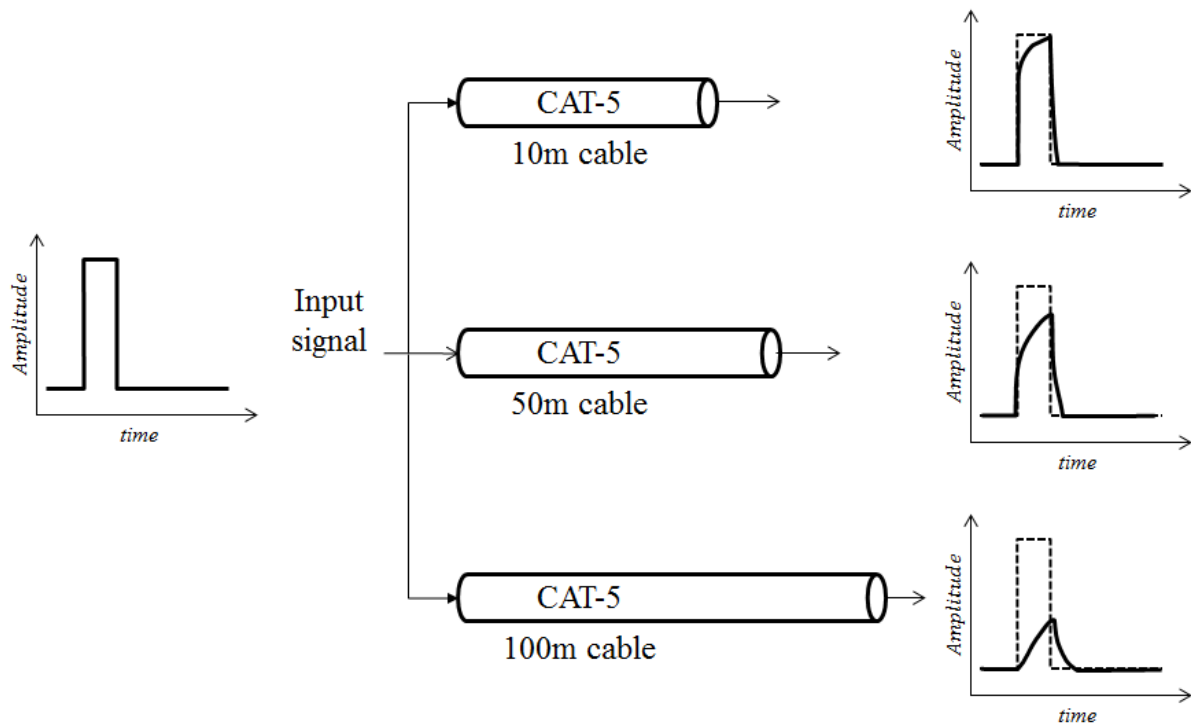 Amplitude
time
Input
signal
CAT-5
10m cable
CAT-5
50m cable
CAT-5
100m cable
Amplitude
time
Amplitude
time
Amplitude
time